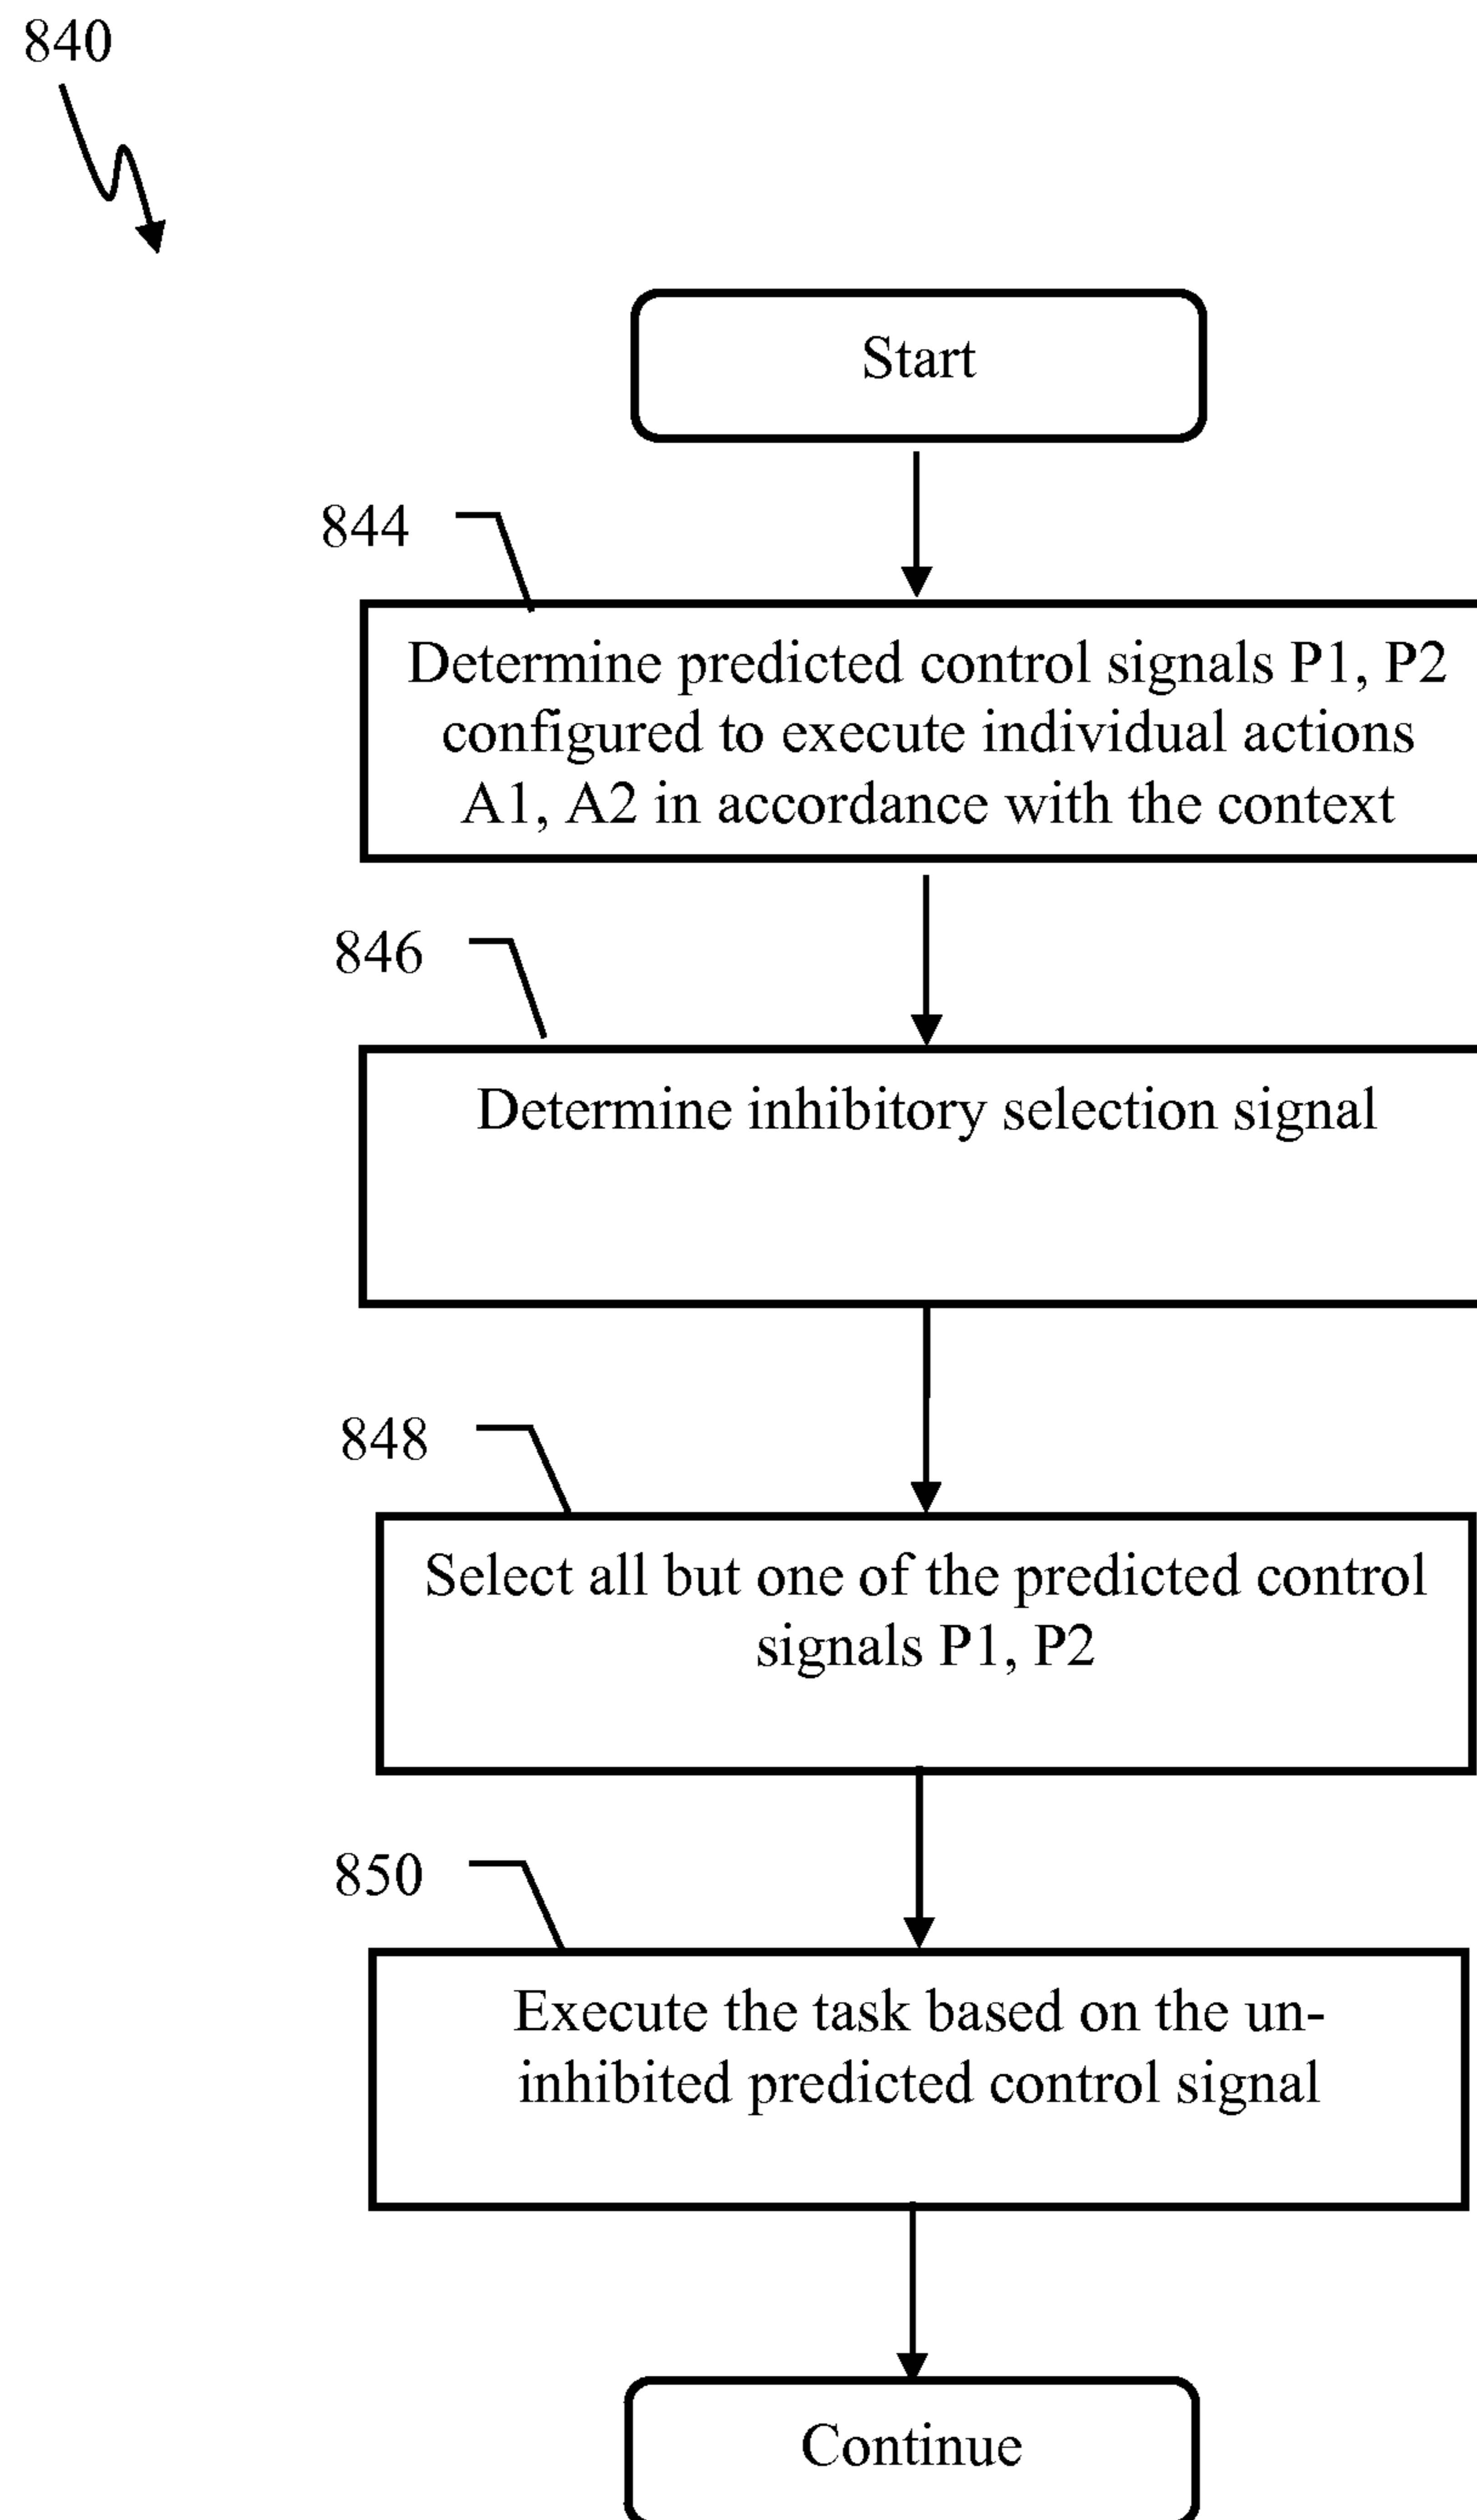 840
Start
844
Determine predicted control signals P1, P2
configured to execute individual actions
A1, A2 in accordance with the context
846
Determine inhibitory selection signal
848
Select all but one of the predicted control
signals P1, P2
850
Execute the task based on the un-
inhibited predicted control signal
Continue